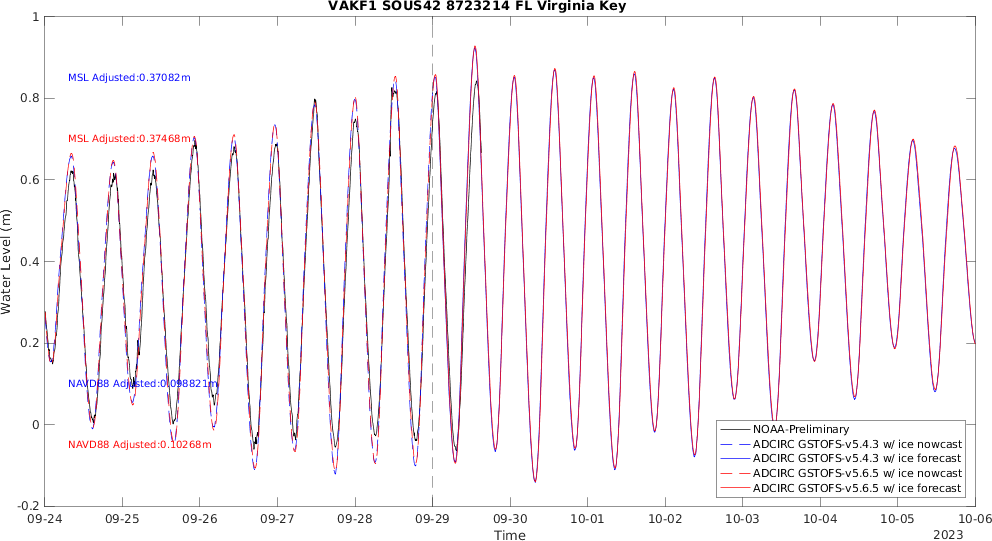 VAKF1 SOUS42 8723214 FL Virginia Key
1
0.8
0.6
0.4
0.2
0
-0.2
Water Level (m)
MSL Adjusted:0.37082m
MSL Adjusted:0.37468m
NAVD88 Adjusted:0.098821m
NAVD88 Adjusted:0.10268m
NOAA-Preliminary
ADCIRC GSTOFS-v5.4.3 w/ ice nowcast
ADCIRC GSTOFS-v5.4.3 w/ ice forecast
ADCIRC GSTOFS-v5.6.5 w/ ice nowcast
ADCIRC GSTOFS-v5.6.5 w/ ice forecast
09-24 09-25 09-26 09-27 09-28 09-29 09-30 10-01 10-02 10-03 10-04 10-05 10-06
Time
2023